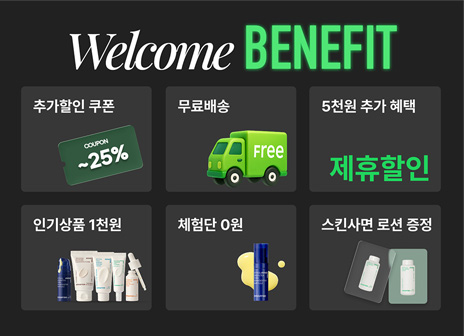 Welcome BENEFIT
추가할인 쿠폰
무료배송
5천원 추가 혜택
COUPON
~25%
Free
제휴할인
인기상품 1천원
체험단 0원
스킨사면 로션 증정